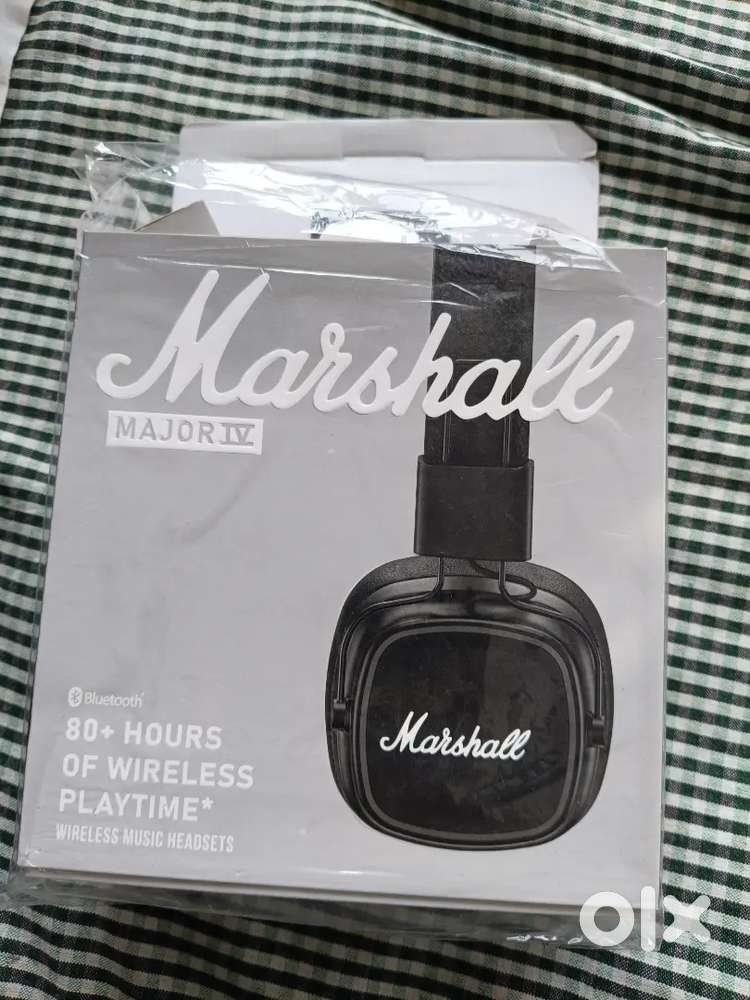 Marshall
MAJOR IV
Bluetooth®
80+ HOURS
OF WIRELESS
PLAYTIME*
WIRELESS MUSIC HEADSETS
Marshall
olx